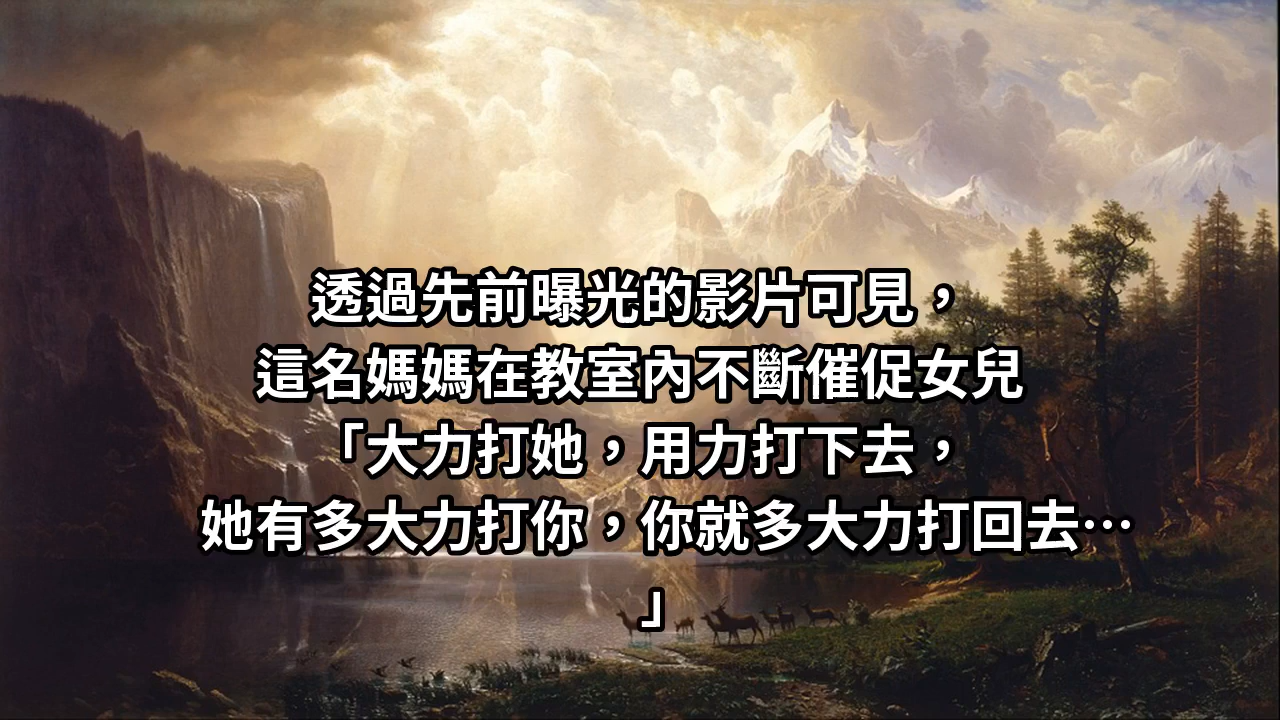 透過先前曝光的影片可見，
這名媽媽在教室內不斷催促女兒
「大力打她，用力打下去，
她有多大力打你，你就多大力打回去⋯
」